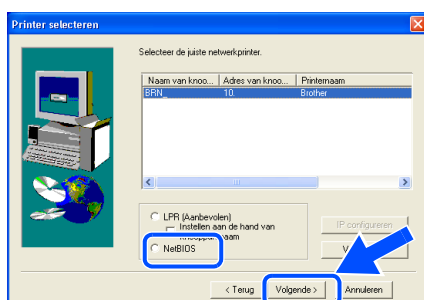 Printer selecteren
Selecteer de juiste netwerkprinter.
Naam van knoo... Adres van knoo... Printernaam
BRN_ 10. Brother
LPR (Aanbevolen)
Instellen aan de hand van
NetBIOS
IP configureren
< Terug Volgende > Annuleren